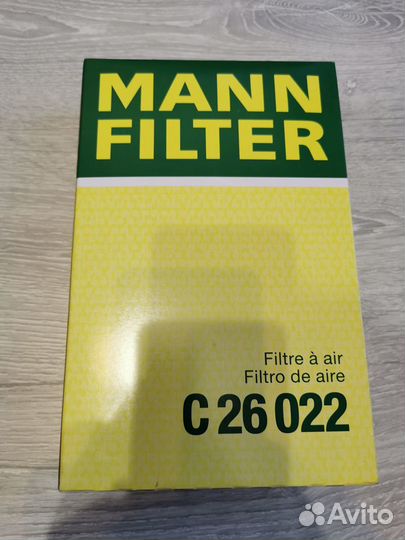 MANN
FILTER
Filtre à air
Filtro de aire
C 26 022
Avito